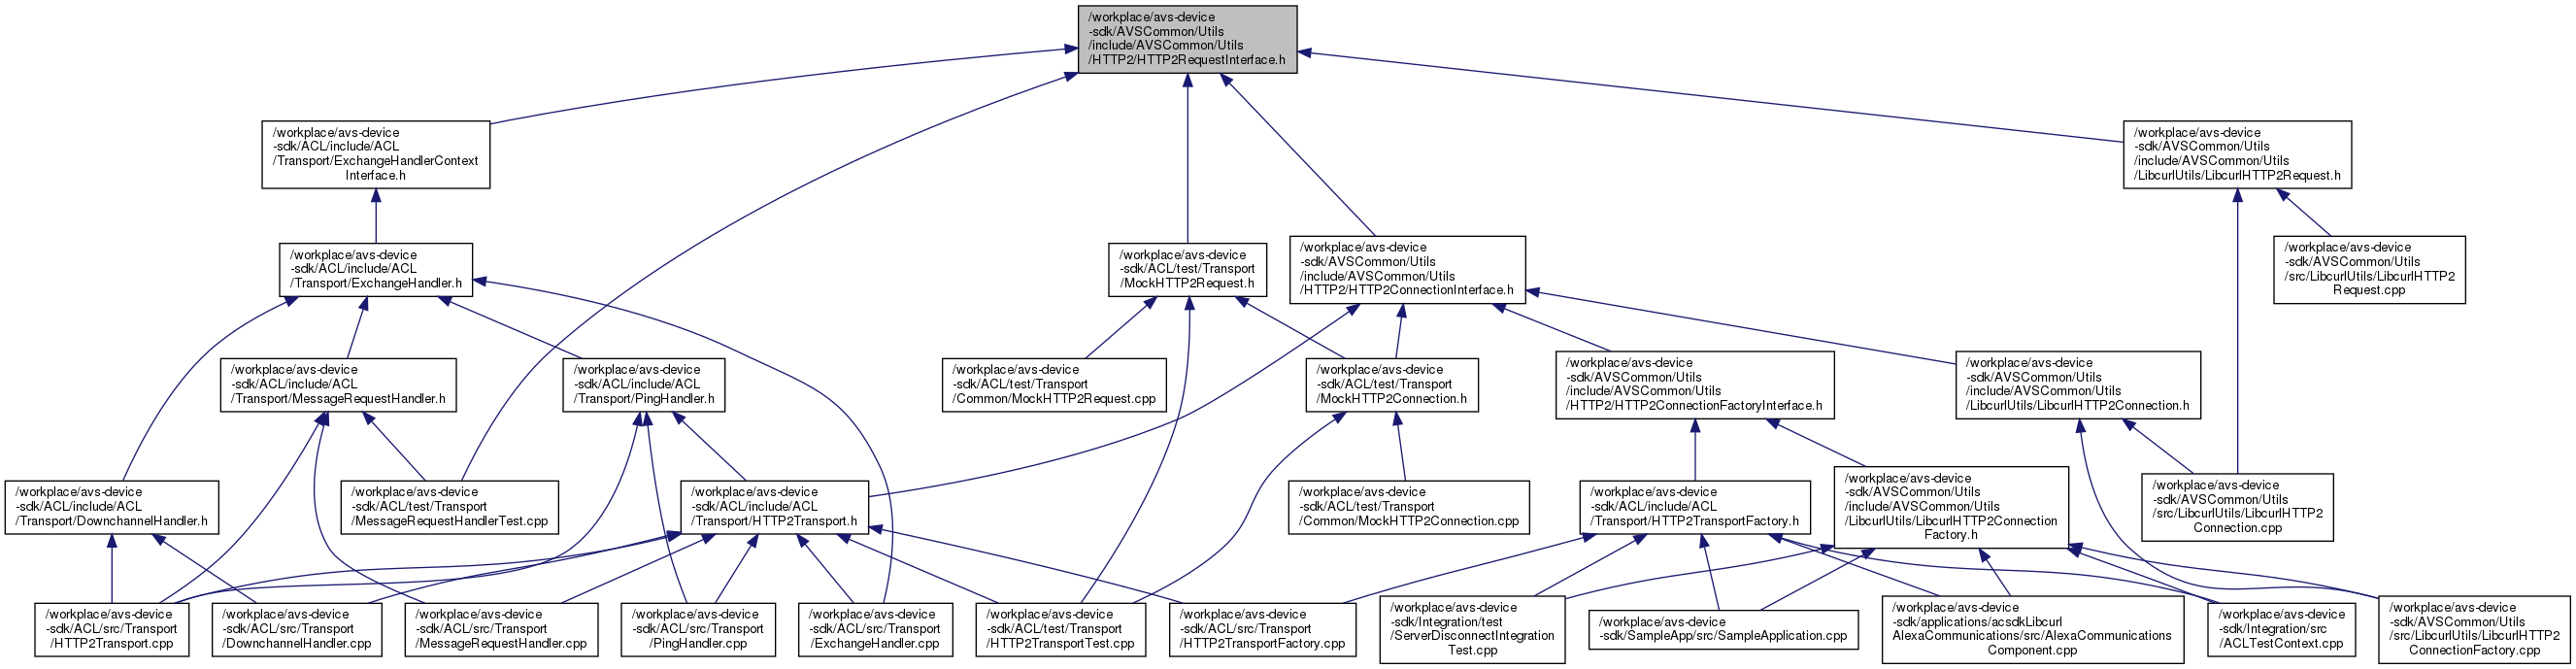 /workplace/avs-device
-sdk/AVSCommon/Utils
/include/AVSCommon/Utils
/HTTP2/HTTP2RequestInterface.h
/workplace/avs-device
-sdk/ACL/include/ACL
/Transport/ExchangeHandlerContext
Interface.h
/workplace/avs-device
-sdk/AVSCommon/Utils
/include/AVSCommon/Utils
/LibcurlUtils/LibcurlHTTP2Request.h
/workplace/avs-device
-sdk/ACL/include/ACL
/Transport/ExchangeHandler.h
/workplace/avs-device
-sdk/ACL/test/Transport
/MockHTTP2Request.h
/workplace/avs-device
-sdk/AVSCommon/Utils
/include/AVSCommon/Utils
/HTTP2/HTTP2ConnectionInterface.h
/workplace/avs-device
-sdk/AVSCommon/Utils
/src/LibcurlUtils/LibcurlHTTP2
Request.cpp
/workplace/avs-device
-sdk/ACL/include/ACL
/Transport/MessageRequestHandler.h
/workplace/avs-device
-sdk/ACL/include/ACL
/Transport/PingHandler.h
/workplace/avs-device
-sdk/ACL/test/Transport
/Common/MockHTTP2Request.cpp
/workplace/avs-device
-sdk/ACL/test/Transport
/MockHTTP2Connection.h
/workplace/avs-device
-sdk/AVSCommon/Utils
/include/AVSCommon/Utils
/HTTP2/HTTP2ConnectionFactoryInterface.h
/workplace/avs-device
-sdk/AVSCommon/Utils
/include/AVSCommon/Utils
/LibcurlUtils/LibcurlHTTP2Connection.h
/workplace/avs-device
-sdk/ACL/include/ACL
/Transport/DownchannelHandler.h
/workplace/avs-device
-sdk/ACL/test/Transport
/MessageRequestHandlerTest.cpp
/workplace/avs-device
-sdk/ACL/include/ACL
/Transport/HTTP2Transport.h
/workplace/avs-device
-sdk/ACL/test/Transport
/Common/MockHTTP2Connection.cpp
/workplace/avs-device
-sdk/ACL/include/ACL
/Transport/HTTP2TransportFactory.h
/workplace/avs-device
-sdk/AVSCommon/Utils
/include/AVSCommon/Utils
/LibcurlUtils/LibcurlHTTP2Connection
Factory.h
/workplace/avs-device
-sdk/AVSCommon/Utils
/src/LibcurlUtils/LibcurlHTTP2
Connection.cpp
/workplace/avs-device
-sdk/ACL/src/Transport
/HTTP2Transport.cpp
/workplace/avs-device
-sdk/ACL/src/Transport
/DownchannelHandler.cpp
/workplace/avs-device
-sdk/ACL/src/Transport
/MessageRequestHandler.cpp
/workplace/avs-device
-sdk/ACL/src/Transport
/PingHandler.cpp
/workplace/avs-device
-sdk/ACL/src/Transport
/ExchangeHandler.cpp
/workplace/avs-device
-sdk/ACL/test/Transport
/HTTP2TransportTest.cpp
/workplace/avs-device
-sdk/ACL/src/Transport
/HTTP2TransportFactory.cpp
/workplace/avs-device
-sdk/Integration/test
/ServerDisconnectIntegration
Test.cpp
/workplace/avs-device
-sdk/SampleApp/src/SampleApplication.cpp
/workplace/avs-device
-sdk/applications/acsdkLibcurl
AlexaCommunications/src/AlexaCommunications
Component.cpp
/workplace/avs-device
-sdk/Integration/src
/ACLTestContext.cpp
/workplace/avs-device
-sdk/AVSCommon/Utils
/src/LibcurlUtils/LibcurlHTTP2
ConnectionFactory.cpp